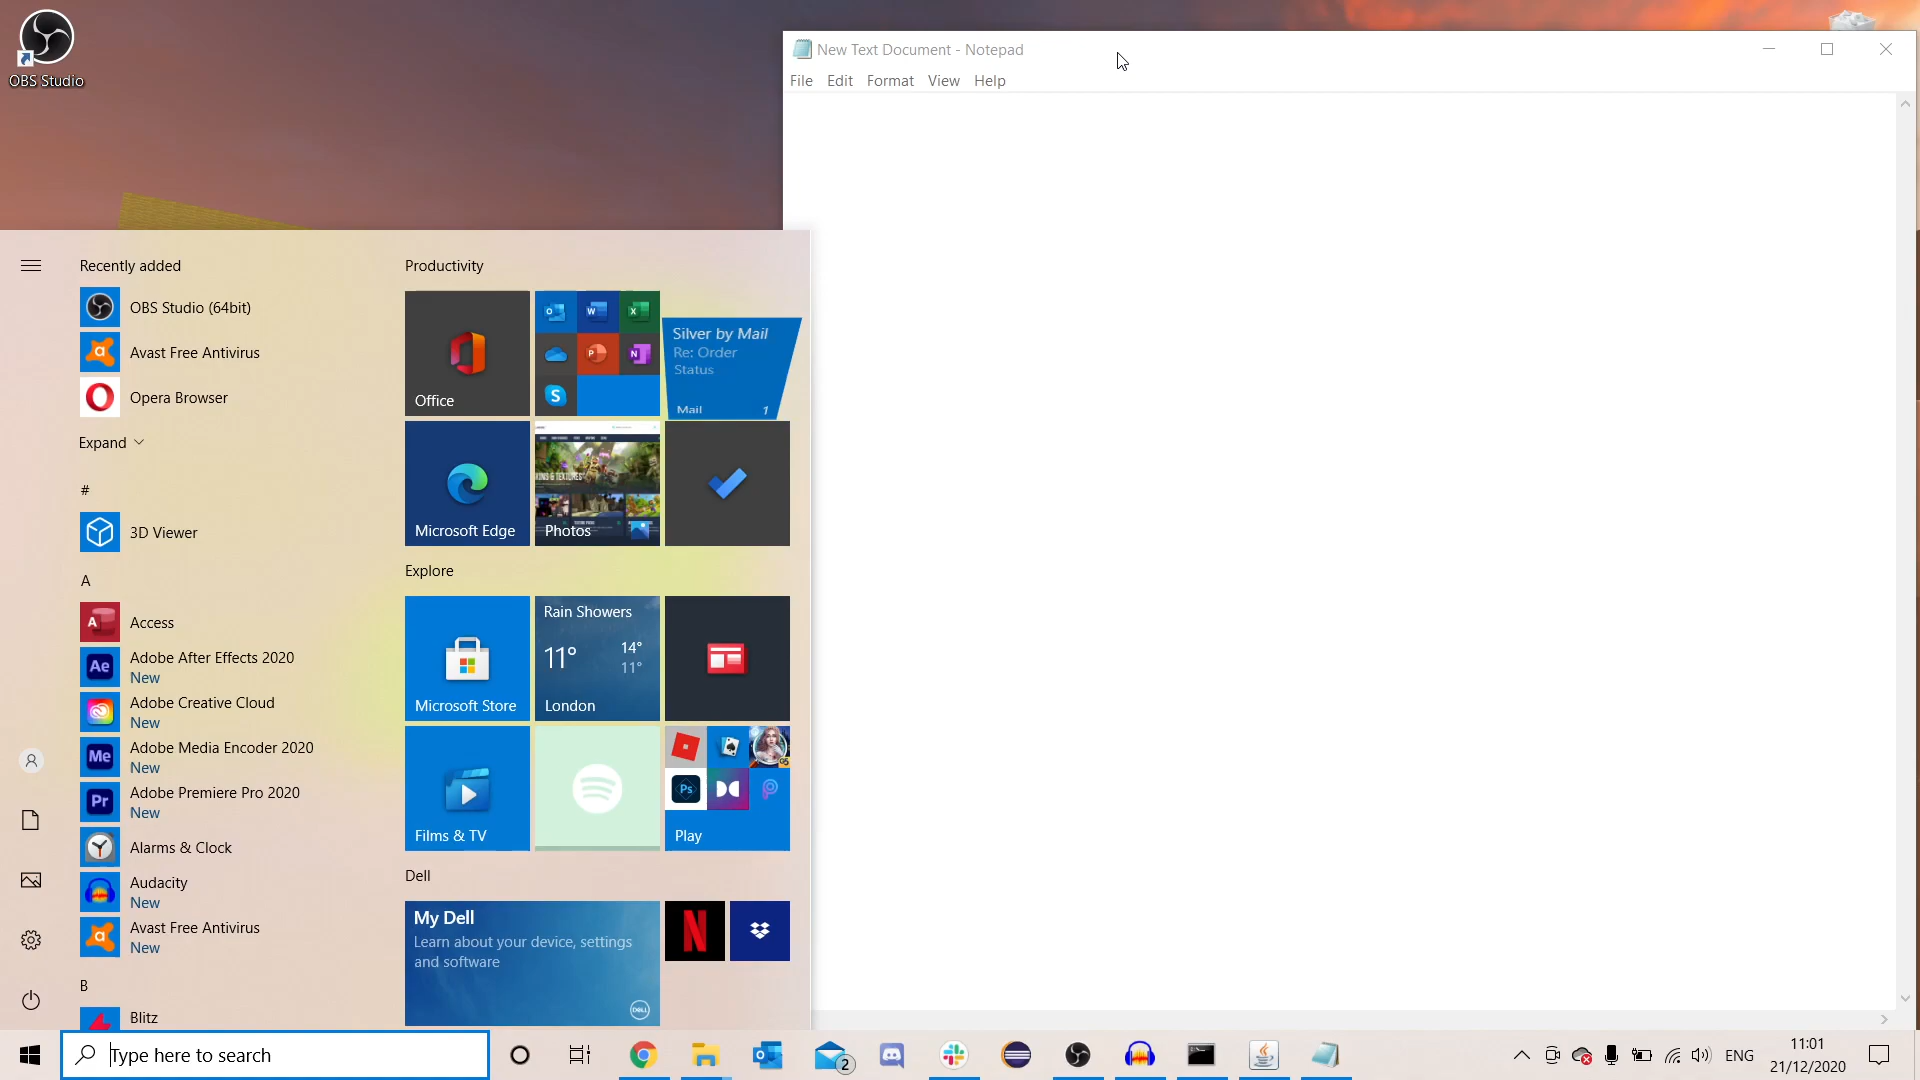 OBS Studio
New Text Document - Notepad
File Edit Format View Help
Recently added
OBS Studio (64bit)
Avast Free Antivirus
Opera Browser
Expand
#
3D Viewer
A
Access
Adobe After Effects 2020
New
Adobe Creative Cloud
New
Adobe Media Encoder 2020
New
Adobe Premiere Pro 2020
New
Alarms & Clock
Audacity
New
Avast Free Antivirus
New
B
Blitz
Productivity
Office
Silver by Mail
Re: Order
Status
Mail 1
Microsoft Edge
Photos
Explore
Microsoft Store
Rain Showers
11° 14°
11°
London
Films & TV
Play
Dell
My Dell
Learn about your device, settings
and software
DELL
Type here to search
2
ENG
11:01
21/12/2020